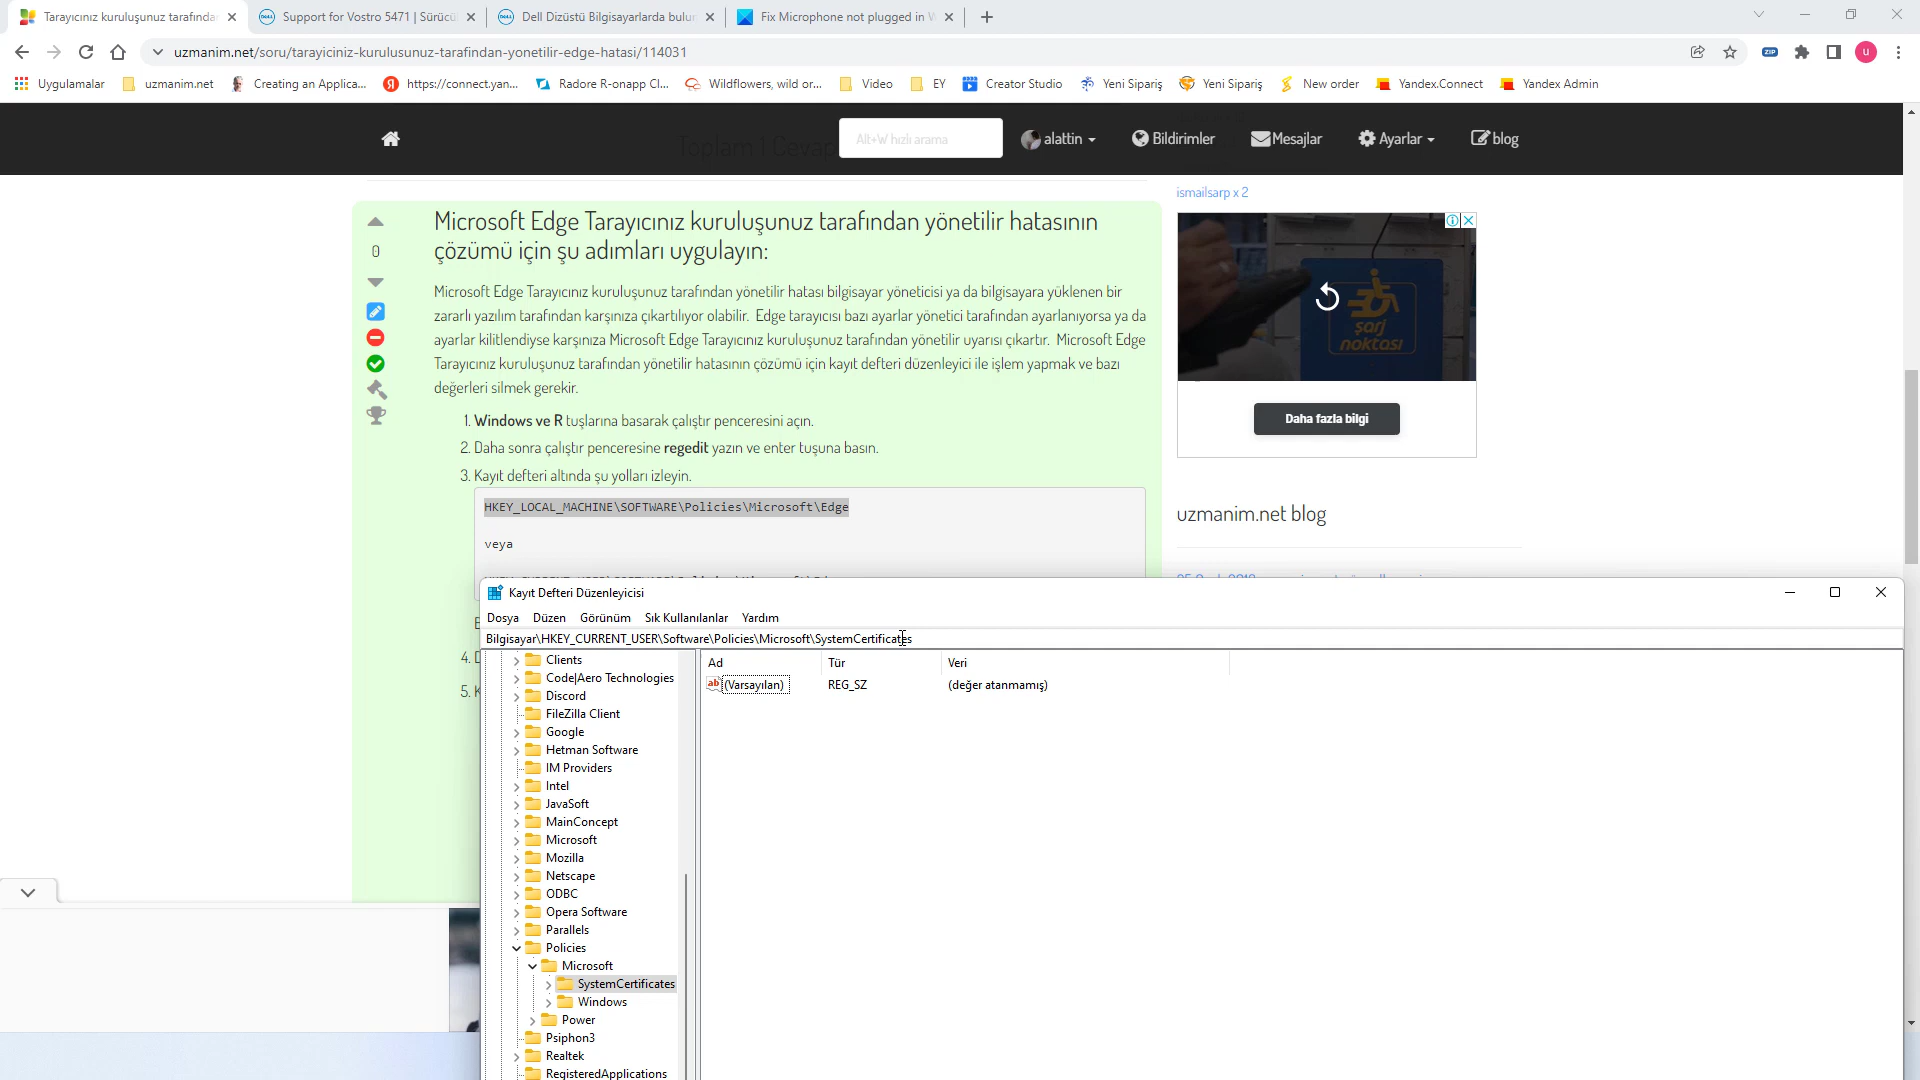 Tarayıcınız kuruluşunuz tarafında
Support for Vostro 5471 | Sürücü
Dell Dizüstü Bilgisayarlarda bulu
Fix Microphone not plugged in W
uzmanim.net/soru/tarayiciniz-kurulusunuz-tarafindan-yonetilir-edge-hatasi/114031
ZIP
u
Uygulamalar
uzmanim.net
Creating an Applica...
https://connect.yan...
Radore R-onapp Cl...
Wildflowers, wild or...
Video
EY
Creator Studio
Yeni Sipariş
Yeni Sipariş
New order
Yandex.Connect
Yandex Admin
Toplam 1 Cevap
Alt+W hızlı arama
alattin
Bildirimler
Mesajlar
Ayarlar
blog
ismailsarp x 2
0
Microsoft Edge Tarayıcınız kuruluşunuz tarafından yönetilir hatasının
çözümü için şu adımları uygulayın:
Microsoft Edge Tarayıcınız kuruluşunuz tarafından yönetilir hatası bilgisayar yöneticisi ya da bilgisayara yüklenen bir
zararlı yazılım tarafından karşınıza çıkartılıyor olabilir. Edge tarayıcısı bazı ayarlar yönetici tarafından ayarlanıyorsa ya da
ayarlar kilitlendiyse karşınıza Microsoft Edge Tarayıcınız kuruluşunuz tarafından yönetilir uyarısı çıkartır. Microsoft Edge
Tarayıcınız kuruluşunuz tarafından yönetilir hatasının çözümü için kayıt defteri düzenleyici ile işlem yapmak ve bazı
değerleri silmek gerekir.
1. Windows ve R tuşlarına basarak çalıştır penceresini açın.
2. Daha sonra çalıştır penceresine regedit yazın ve enter tuşuna basın.
3. Kayıt defteri altında şu yolları izleyin.
HKEY_LOCAL_MACHINE\SOFTWARE\Policies\Microsoft\Edge
veya
4.
5.
şarj
noktası
Daha fazla bilgi
uzmanim.net blog
Kayıt Defteri Düzenleyicisi
Dosya
Düzen
Görünüm
Sık Kullanılanlar
Yardım
Bilgisayar\HKEY_CURRENT_USER\Software\Policies\Microsoft\SystemCertificates
Clients
Code|Aero Technologies
Discord
FileZilla Client
Google
Hetman Software
IM Providers
Intel
JavaSoft
MainConcept
Microsoft
Mozilla
Netscape
ODBC
Opera Software
Parallels
Policies
Microsoft
SystemCertificates
Windows
Power
Psiphon3
Realtek
RegisteredApplications
Ad
Tür
Veri
ab
(Varsayılan)
REG_SZ
(değer atanmamış)